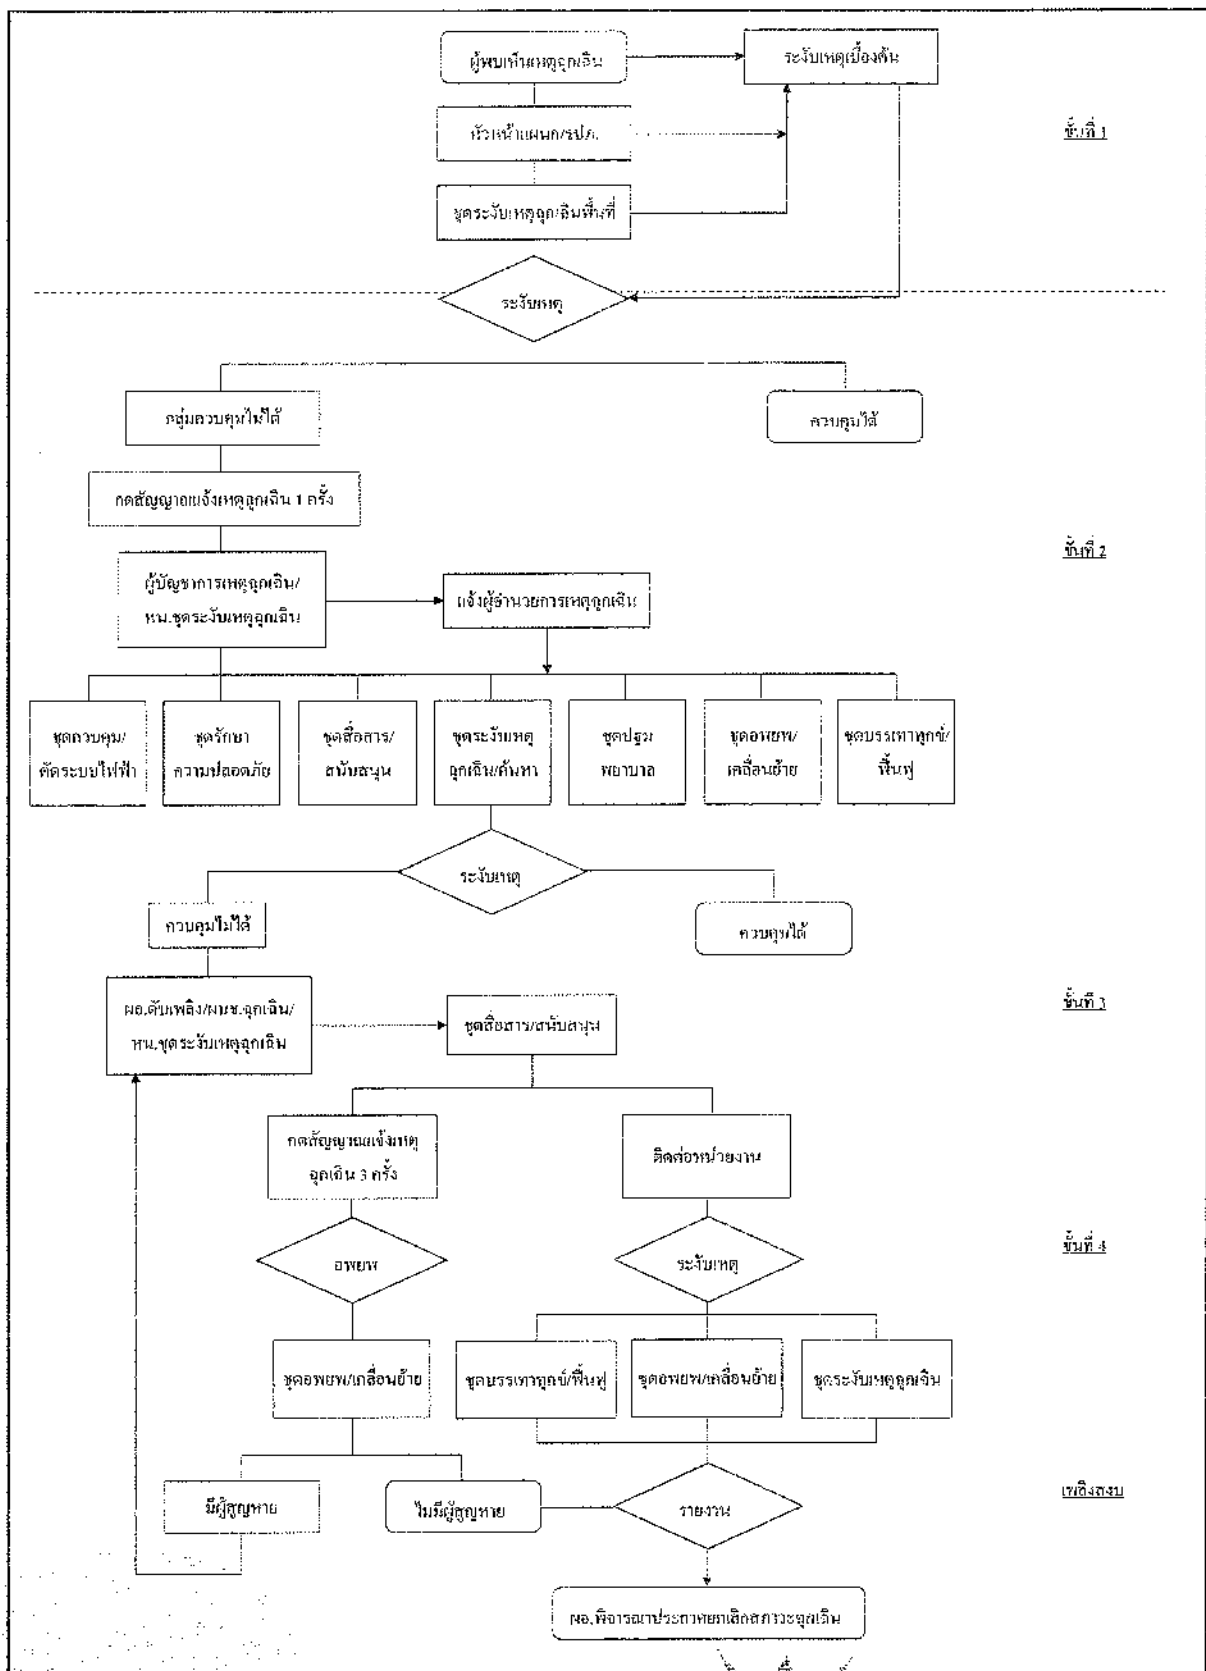 ผู้พบเห็นเหตุฉุกเฉิน
ระงับเหตุเบื้องต้น
หัวหน้าแผนก/รปภ.
ขั้นที่ 1
ชุดระงับเหตุฉุกเฉินพื้นที่
ระงับเหตุ
กลุ่มควบคุมไม่ได้
ควบคุมได้
กดสัญญาณแจ้งเหตุฉุกเฉิน 1 ครั้ง
ขั้นที่ 2
ผู้บัญชาการเหตุฉุกเฉิน/
หน.ชุดระงับเหตุฉุกเฉิน
แจ้งผู้อำนวยการเหตุฉุกเฉิน
ชุดควบคุม/
ตัดระบบไฟฟ้า
ชุดรักษา
ความปลอดภัย
ชุดสื่อสาร/
สนับสนุน
ชุดระงับเหตุ
ฉุกเฉิน/ค้นหา
ชุดปฐม
พยาบาล
ชุดอพยพ/
เคลื่อนย้าย
ชุดบรรเทาทุกข์/
ฟื้นฟู
ระงับเหตุ
ควบคุมไม่ได้
ควบคุมได้
ผอ.ดับเพลิง/ผบช.ฉุกเฉิน/
หน.ชุดระงับเหตุฉุกเฉิน
ชุดสื่อสาร/สนับสนุน
ขั้นที่ 3
กดสัญญาณแจ้งเหตุ
ฉุกเฉิน 3 ครั้ง
ติดต่อหน่วยงาน
อพยพ
ระงับเหตุ
ขั้นที่ 4
ชุดอพยพ/เคลื่อนย้าย
ชุดบรรเทาทุกข์/ฟื้นฟู
ชุดอพยพ/เคลื่อนย้าย
ชุดระงับเหตุฉุกเฉิน
มีผู้สูญหาย
ไม่มีผู้สูญหาย
รายงาน
เพลิงสงบ
ผอ.พิจารณาประกาศยกเลิกสภาวะฉุกเฉิน